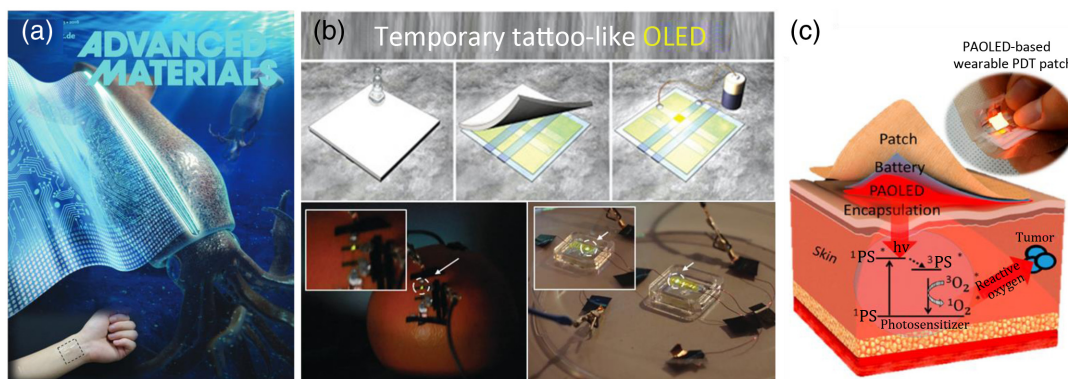 (a)
.de
ADVANCED
MATERIALS
(b)
Temporary tattoo-like OLED
(c)
PAOLED-based
wearable PDT patch
Patch
Battery
PAOLED
Encapsulation
Skin
hν
Tumor
¹PS*
³PS*
³O₂
¹O₂
Reactive
oxygen
¹PS
Photosensitizer